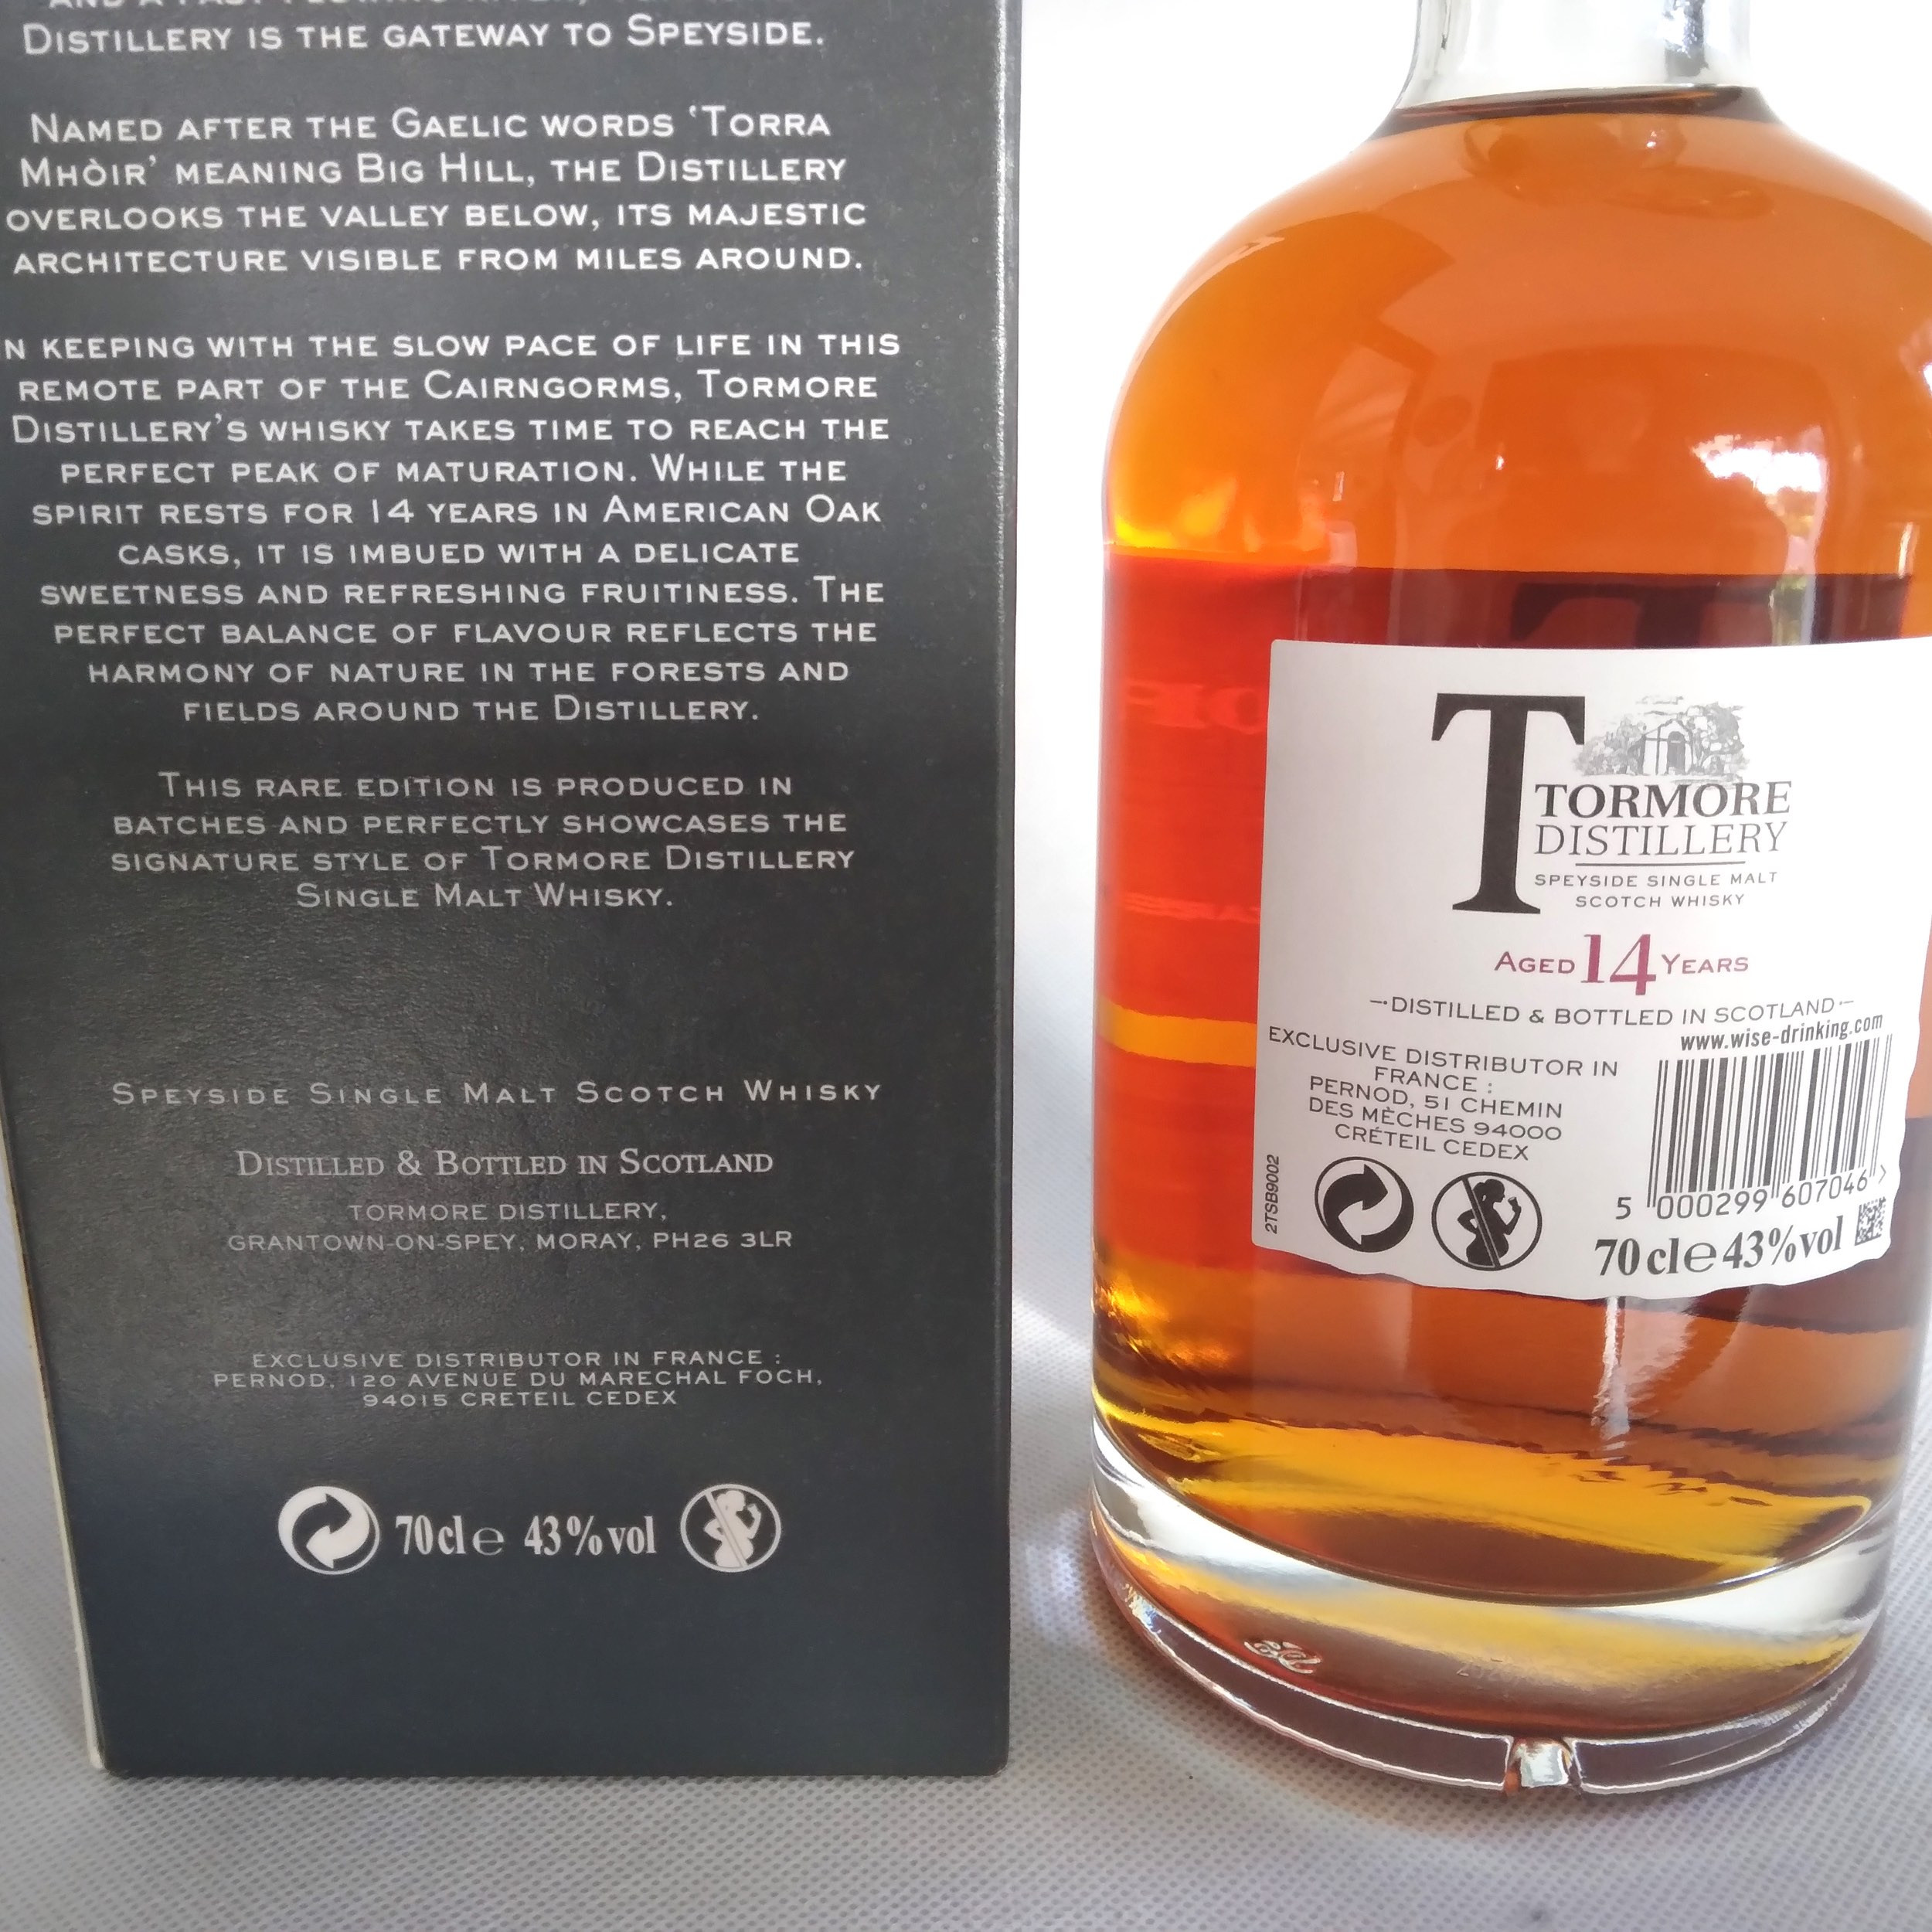 DISTILLERY IS THE GATEWAY TO SPEYSIDE.
NAMED AFTER THE GAELIC WORDS ‘TORRA
MHÒIR’ MEANING BIG HILL, THE DISTILLERY
OVERLOOKS THE VALLEY BELOW, ITS MAJESTIC
ARCHITECTURE VISIBLE FROM MILES AROUND.
N KEEPING WITH THE SLOW PACE OF LIFE IN THIS
REMOTE PART OF THE CAIRNGORMS, TORMORE
DISTILLERY’S WHISKY TAKES TIME TO REACH THE
PERFECT PEAK OF MATURATION. WHILE THE
SPIRIT RESTS FOR 14 YEARS IN AMERICAN OAK
CASKS, IT IS IMBUED WITH A DELICATE
SWEETNESS AND REFRESHING FRUITINESS. THE
PERFECT BALANCE OF FLAVOUR REFLECTS THE
HARMONY OF NATURE IN THE FORESTS AND
FIELDS AROUND THE DISTILLERY.
THIS RARE EDITION IS PRODUCED IN
BATCHES AND PERFECTLY SHOWCASES THE
SIGNATURE STYLE OF TORMORE DISTILLERY
SINGLE MALT WHISKY.
SPEYSIDE SINGLE MALT SCOTCH WHISKY
DISTILLED & BOTTLED IN SCOTLAND
TORMORE DISTILLERY,
GRANTOWN-ON-SPEY, MORAY, PH26 3LR
EXCLUSIVE DISTRIBUTOR IN FRANCE :
PERNOD, 120 AVENUE DU MARECHAL FOCH,
94015 CRETEIL CEDEX
70cl e 43%vol
T
TORMORE
DISTILLERY
SPEYSIDE SINGLE MALT
SCOTCH WHISKY
AGED 14 YEARS
DISTILLED & BOTTLED IN SCOTLAND
www.wise-drinking.com
EXCLUSIVE DISTRIBUTOR IN
FRANCE :
PERNOD, 51 CHEMIN
DES MÈCHES 94000
CRÉTEIL CEDEX
2TSB9002
5 000299 607046 >
70cl e 43%vol